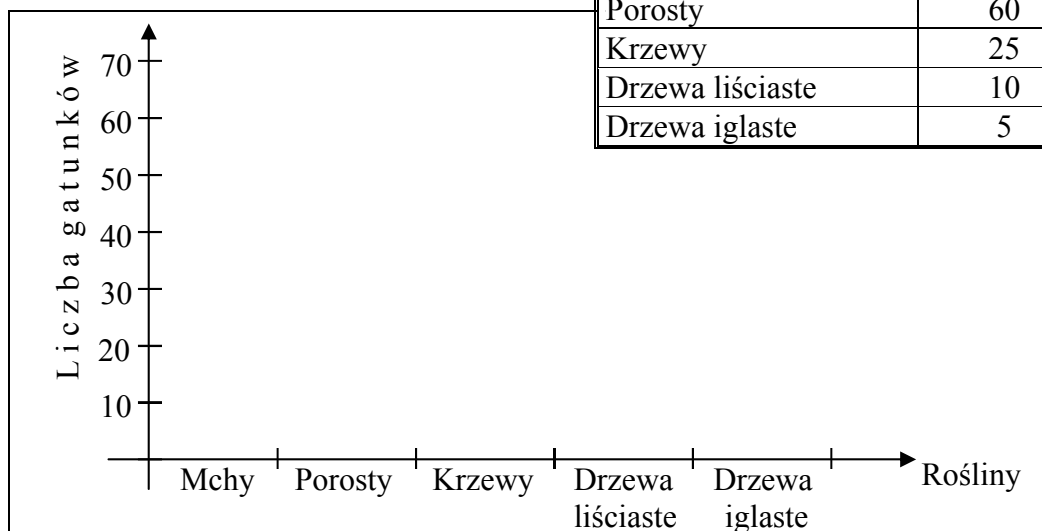 Porosty 60
Krzewy 25
Drzewa liściaste 10
Drzewa iglaste 5
Liczba gatunków
70
60
50
40
30
20
10
Mchy Porosty Krzewy Drzewa liściaste Drzewa iglaste
Rośliny